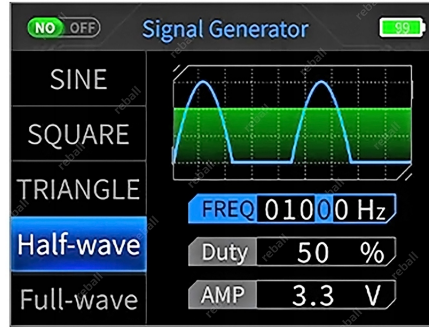 NO OFF
Signal Generator
99
SINE
SQUARE
TRIANGLE
Half-wave
Full-wave
FREQ 01000 Hz
Duty 50 %
AMP 3.3 V
reball